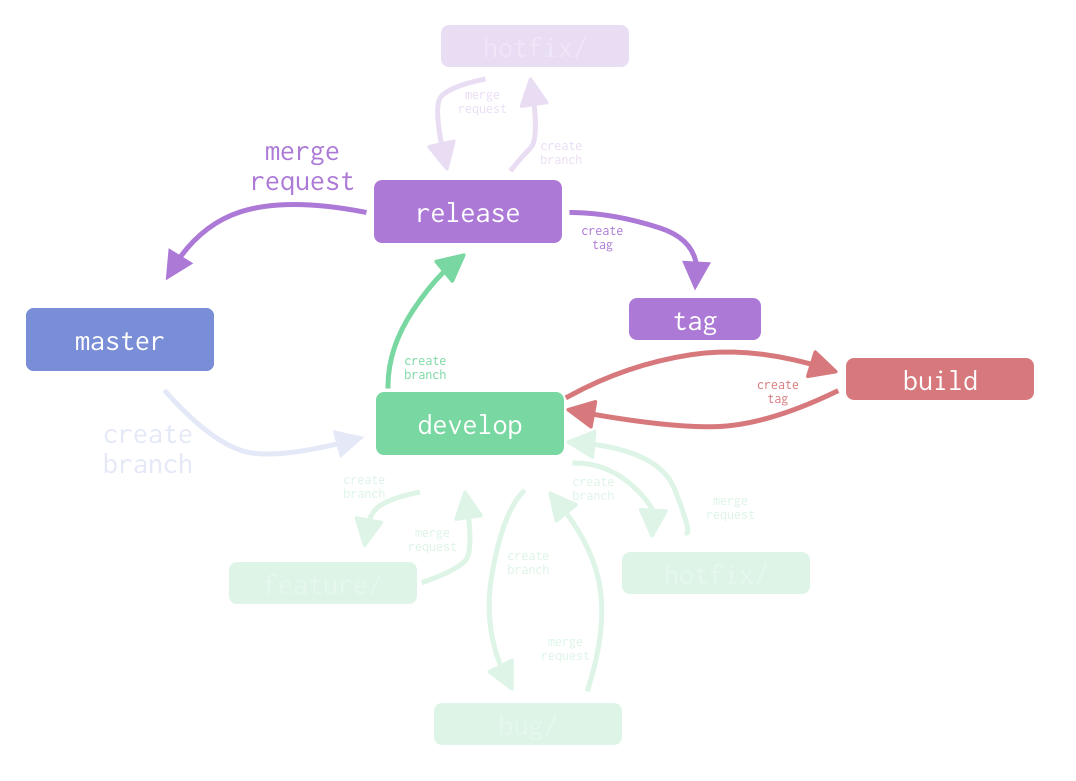 hotfix/
merge
request
create
branch
merge
request
release
create
tag
master
tag
create
branch
build
create
tag
develop
create
branch
create
branch
create
branch
merge
request
merge
request
create
branch
feature/
hotfix/
merge
request
bug/